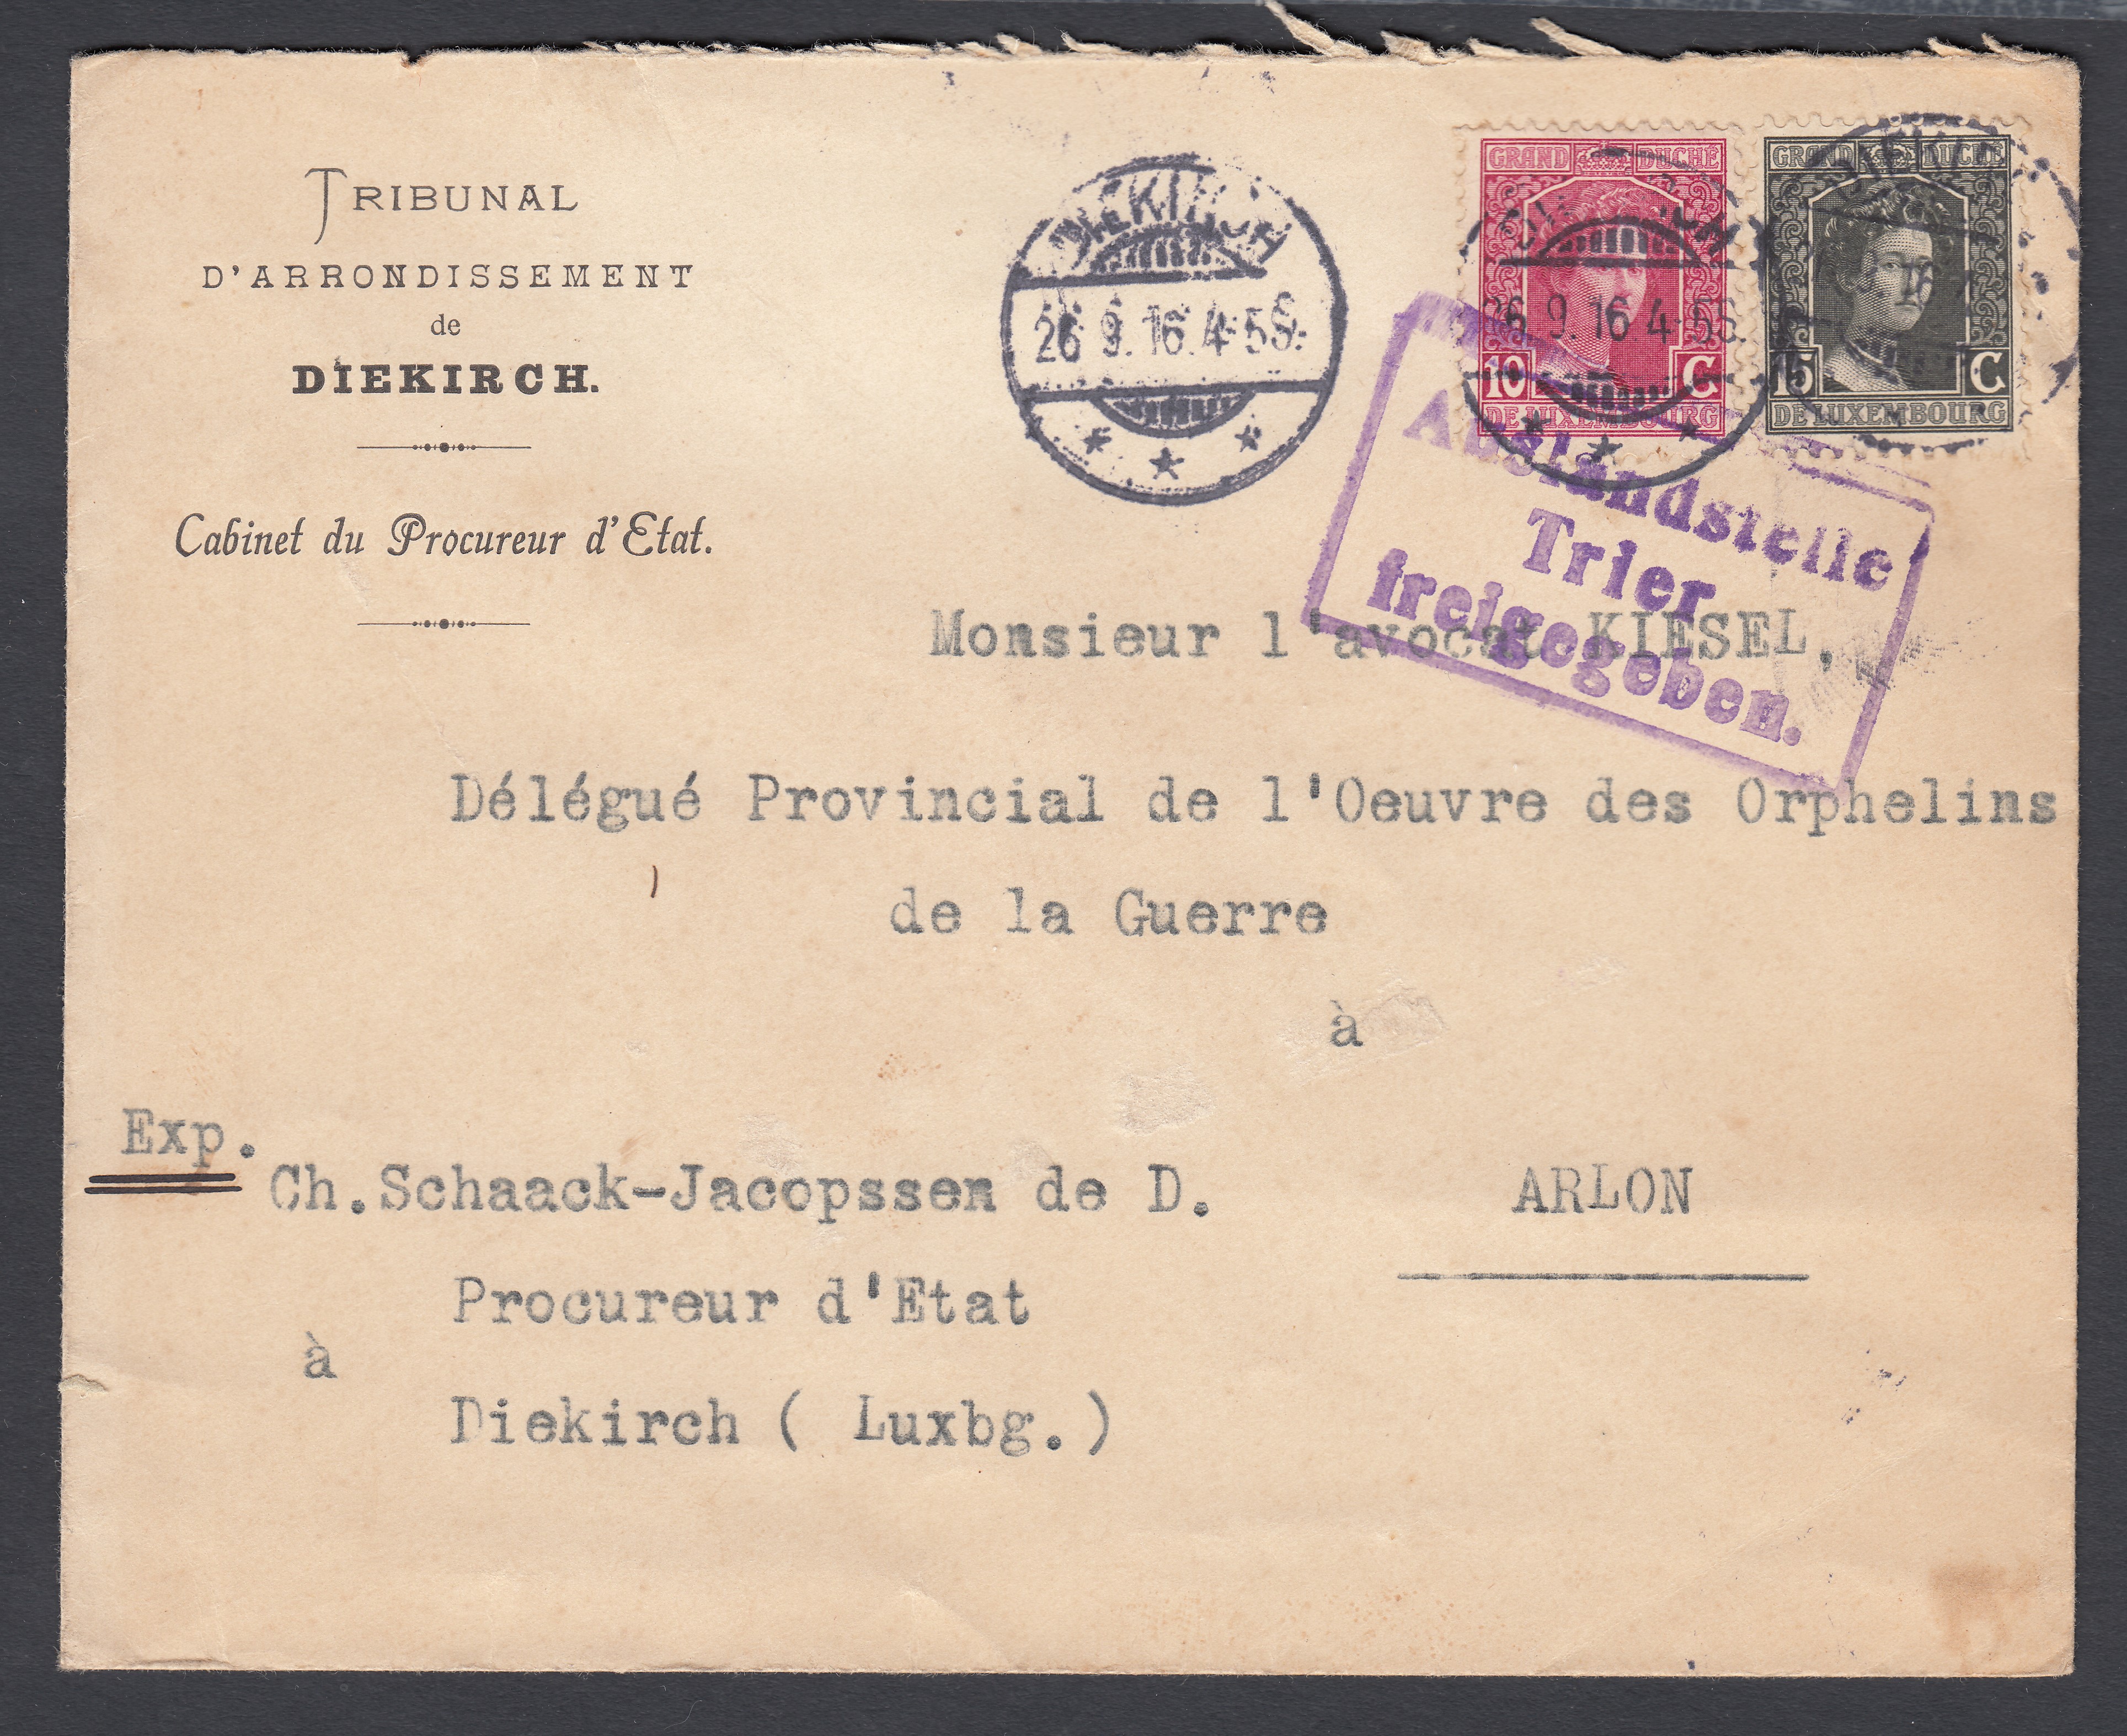 TRIBUNAL
D'ARRONDISSEMENT
de
DIEKIRCH.
Cabinet du Procureur d'Etat.
DIEKIRCH
26.9.16.4-5S.
GRAND DUCHÉ
10 C
DE LUXEMBOURG
26.9.16 4-5S.
GRAND DUCHÉ
15 C
DE LUXEMBOURG
Auslandstelle
Trier
freigegeben.
Monsieur l'avocat KIESEL,
Délégué Provincial de l'Oeuvre des Orphelins
de la Guerre
à
ARLON
Exp.
Ch.Schaack-Jacopssen de D.
Procureur d'Etat
à
Diekirch ( Luxbg.)